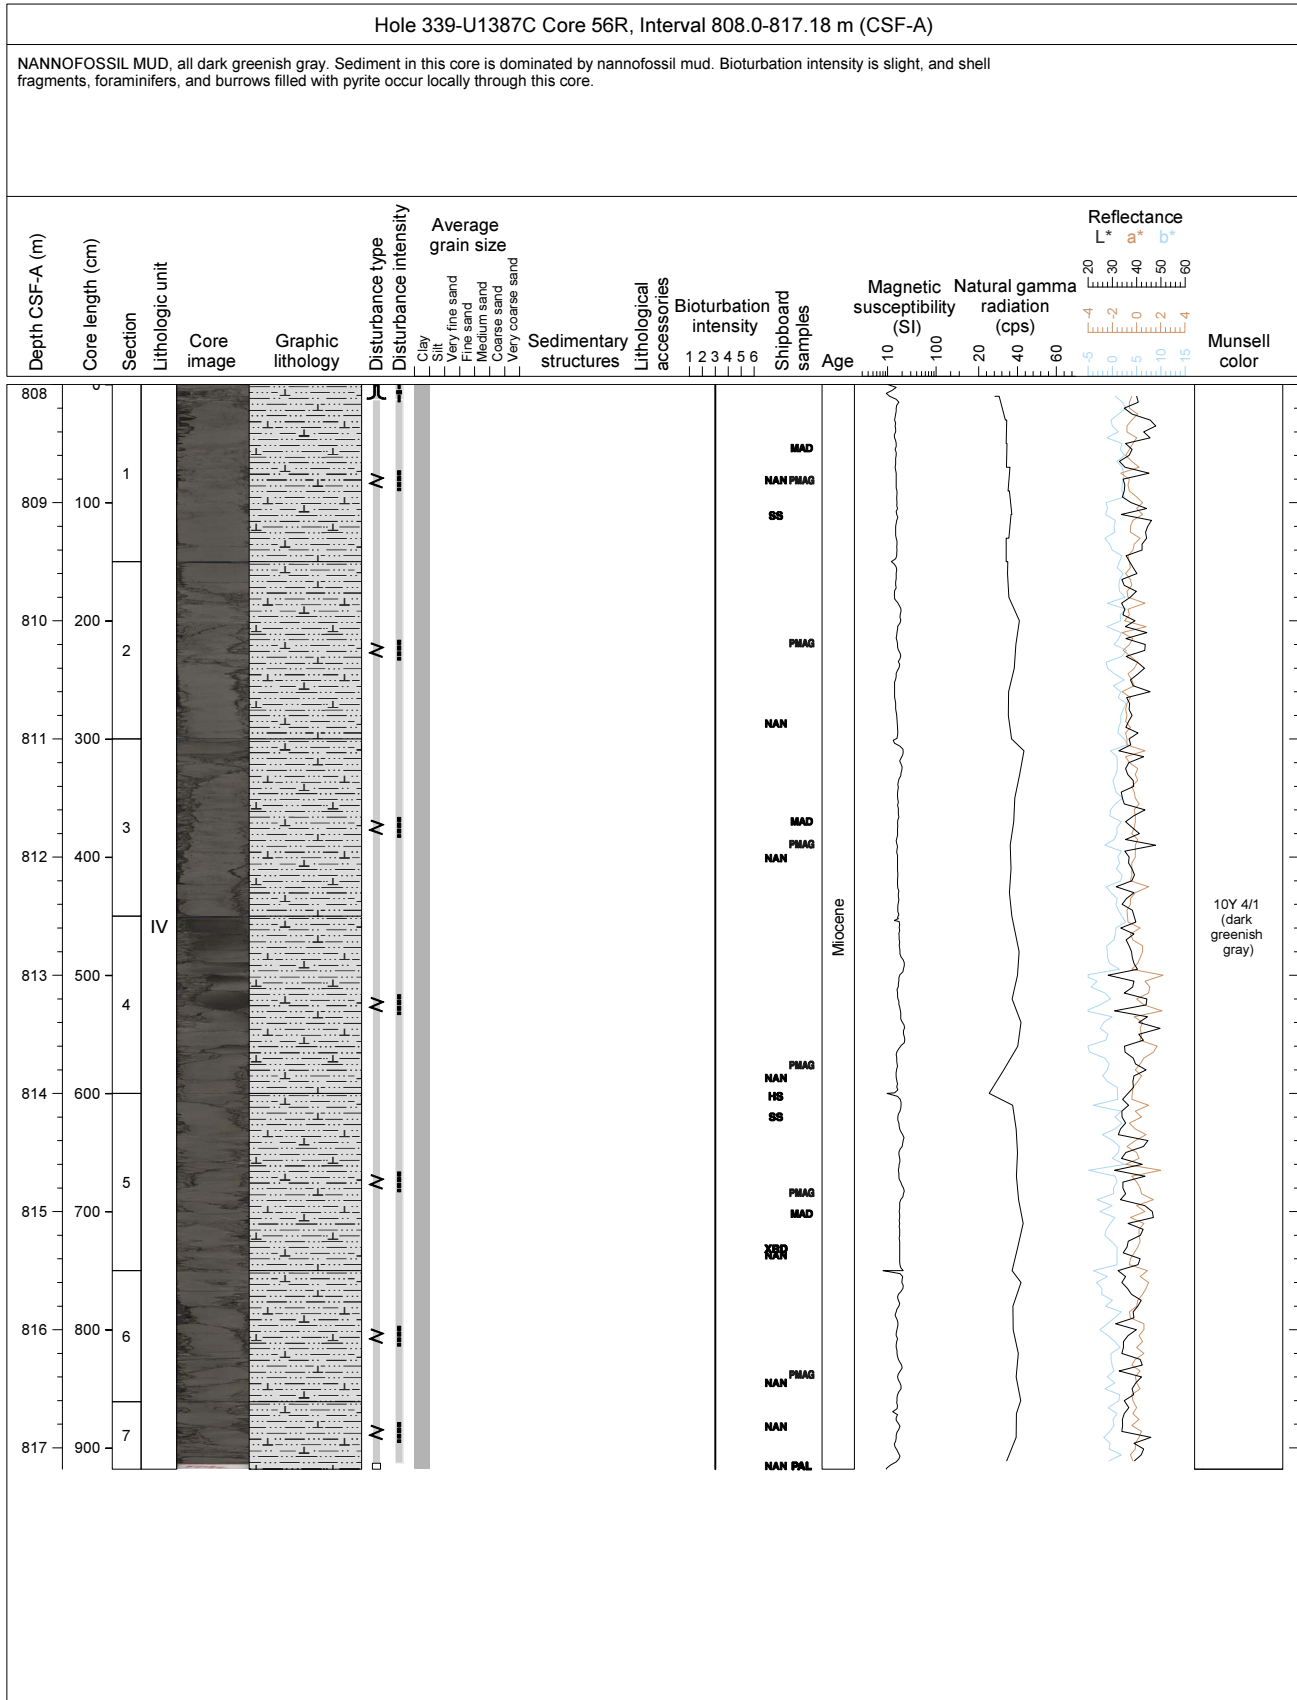 Hole 339-U1387C Core 56R, Interval 808.0-817.18 m (CSF-A)
NANNOFOSSIL MUD, all dark greenish gray. Sediment in this core is dominated by nannofossil mud. Bioturbation intensity is slight, and shell
fragments, foraminifers, and burrows filled with pyrite occur locally through this core.
Depth CSF-A (m)
Core length (cm)
Section
Lithologic unit
Core
image
Graphic
lithology
Disturbance type
Disturbance intensity
Average
grain size
Clay
Silt
Very fine sand
Fine sand
Medium sand
Coarse sand
Very coarse sand
Sedimentary
structures
Lithological
accessories
Bioturbation
intensity
1 2 3 4 5 6
Shipboard
samples
Age
Magnetic
susceptibility
(SI)
10 100
Natural gamma
radiation
(cps)
20 40 60
Reflectance
L* a* b*
20 30 40 50 60
-4 -2 0 2 4
-5 0 5 10 15
Munsell
color
808
809
810
811
812
813
814
815
816
817
0
100
200
300
400
500
600
700
800
900
1
2
3
4
5
6
7
IV
MAD
NAN PMAG
SS
PMAG
NAN
MAD
PMAG
NAN
PMAG
NAN
HS
SS
PMAG
MAD
XRD
NAN
PMAG
NAN
NAN
NAN PAL
Miocene
10Y 4/1
(dark
greenish
gray)